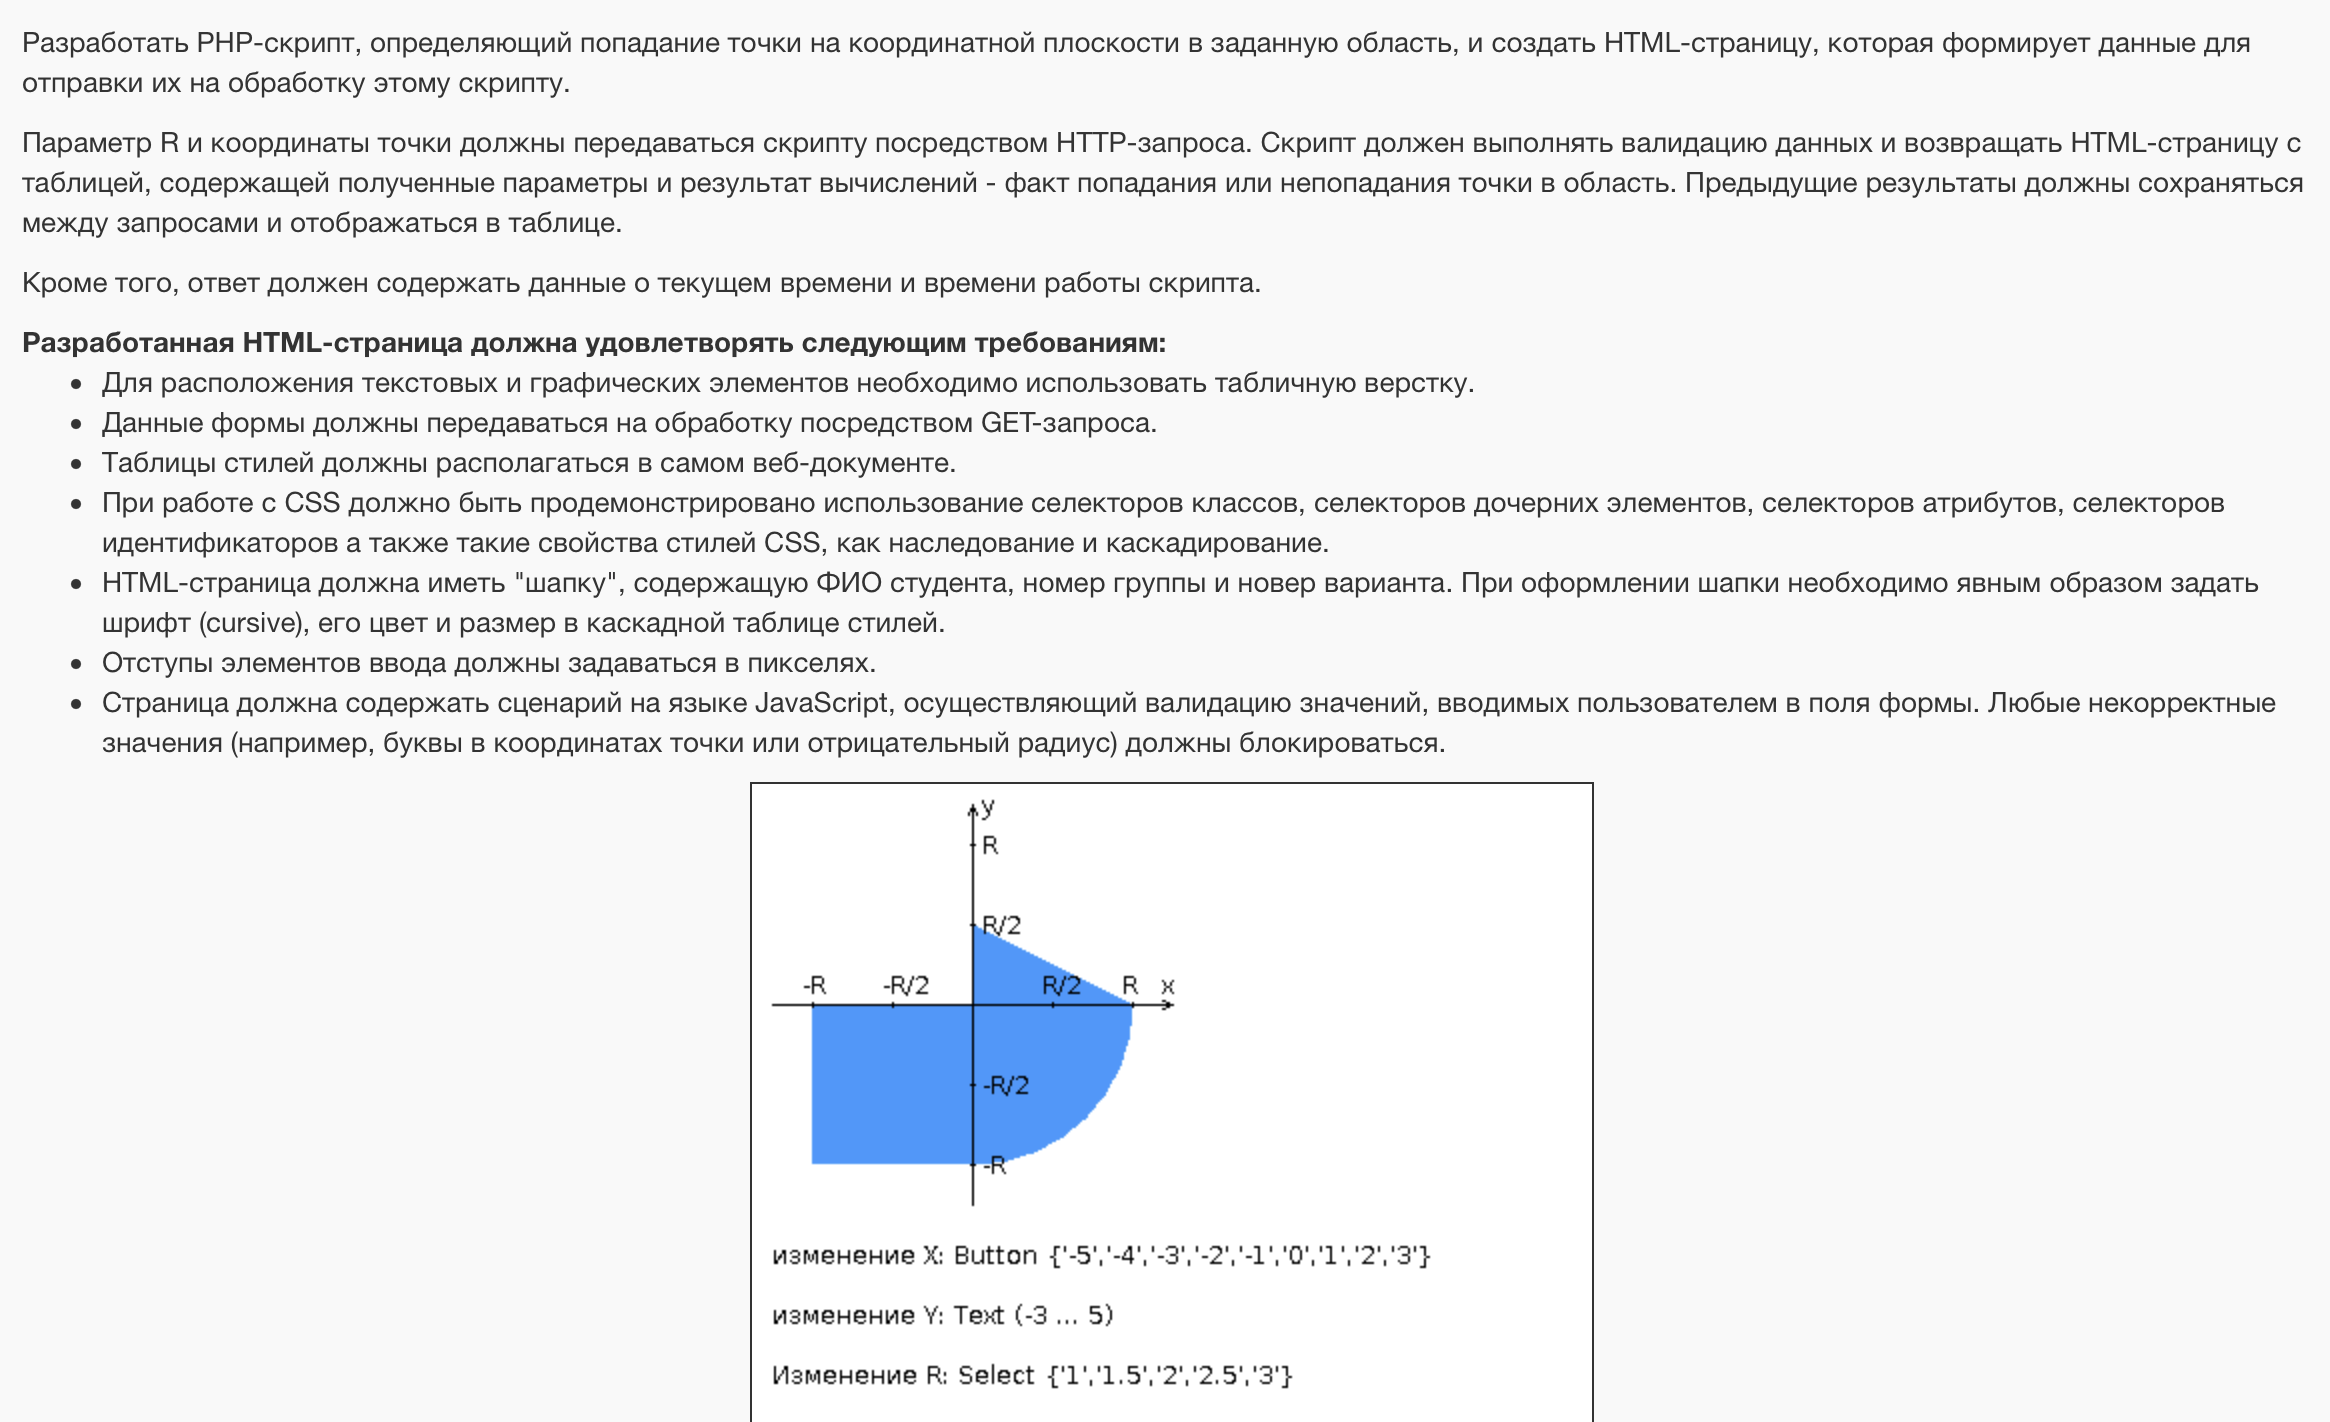 Разработать PHP-скрипт, определяющий попадание точки на координатной плоскости в заданную область, и создать HTML-страницу, которая формирует данные для
отправки их на обработку этому скрипту.
Параметр R и координаты точки должны передаваться скрипту посредством HTTP-запроса. Скрипт должен выполнять валидацию данных и возвращать HTML-страницу с
таблицей, содержащей полученные параметры и результат вычислений - факт попадания или непопадания точки в область. Предыдущие результаты должны сохраняться
между запросами и отображаться в таблице.
Кроме того, ответ должен содержать данные о текущем времени и времени работы скрипта.
Разработанная HTML-страница должна удовлетворять следующим требованиям:
• Для расположения текстовых и графических элементов необходимо использовать табличную верстку.
• Данные формы должны передаваться на обработку посредством GET-запроса.
• Таблицы стилей должны располагаться в самом веб-документе.
• При работе с CSS должно быть продемонстрировано использование селекторов классов, селекторов дочерних элементов, селекторов атрибутов, селекторов
идентификаторов а также такие свойства стилей CSS, как наследование и каскадирование.
• HTML-страница должна иметь "шапку", содержащую ФИО студента, номер группы и новер варианта. При оформлении шапки необходимо явным образом задать
шрифт (cursive), его цвет и размер в каскадной таблице стилей.
• Отступы элементов ввода должны задаваться в пикселях.
• Страница должна содержать сценарий на языке JavaScript, осуществляющий валидацию значений, вводимых пользователем в поля формы. Любые некорректные
значения (например, буквы в координатах точки или отрицательный радиус) должны блокироваться.
y
R
R/2
-R -R/2 R/2 R x
-R/2
-R
изменение X: Button {'-5','-4','-3','-2','-1','0','1','2','3'}
изменение Y: Text (-3 ... 5)
Изменение R: Select {'1','1.5','2','2.5','3'}